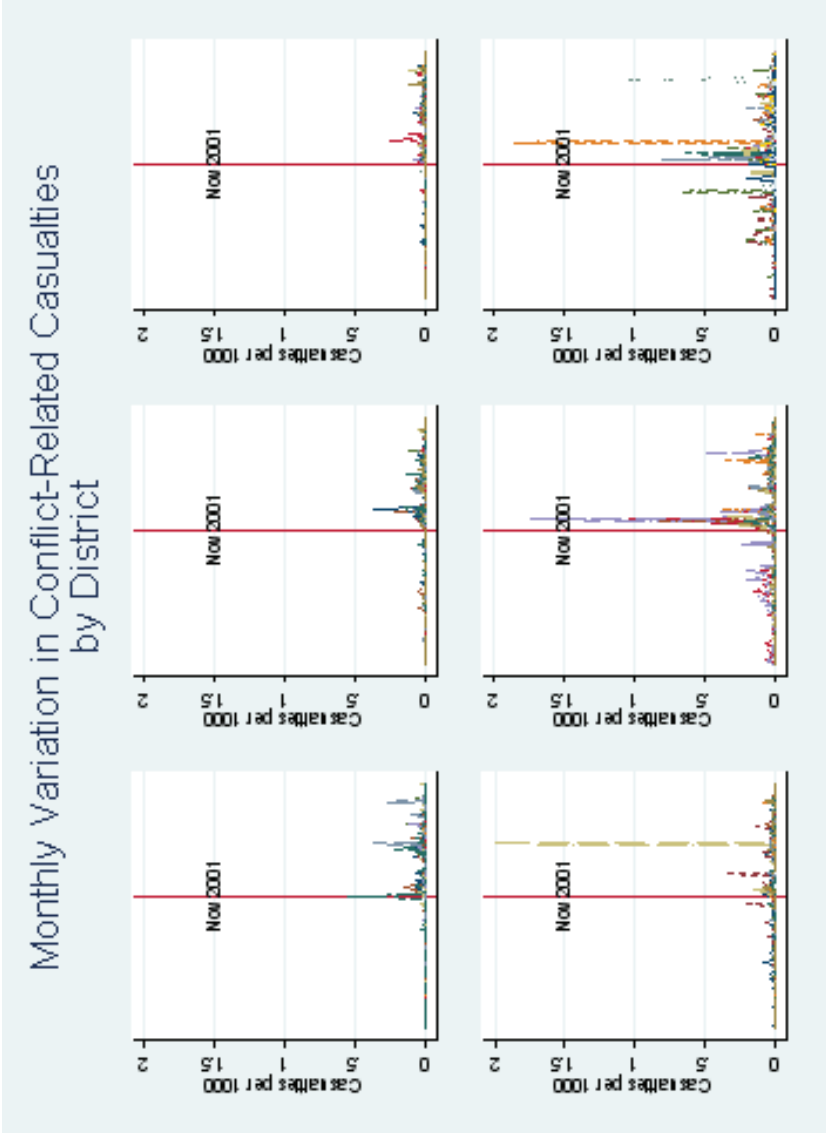 Monthly Variation in Conflict-Related Casualties
by District
Casualties per 1000
0 .5 1 1.5 2
Nov 2001
Casualties per 1000
0 .5 1 1.5 2
Nov 2001
Casualties per 1000
0 .5 1 1.5 2
Nov 2001
Casualties per 1000
0 .5 1 1.5 2
Nov 2001
Casualties per 1000
0 .5 1 1.5 2
Nov 2001
Casualties per 1000
0 .5 1 1.5 2
Nov 2001